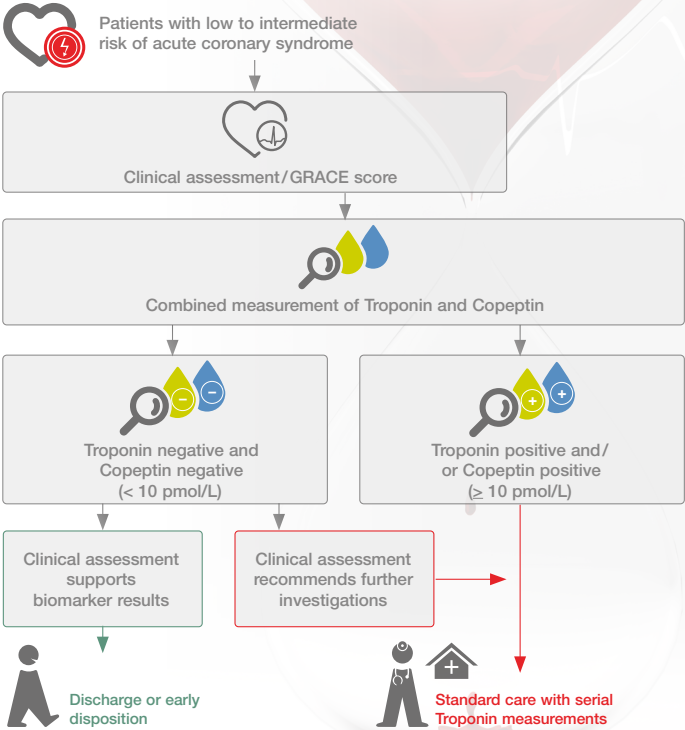 Patients with low to intermediate
risk of acute coronary syndrome
Clinical assessment/GRACE score
Combined measurement of Troponin and Copeptin
Troponin negative and
Copeptin negative
(< 10 pmol/L)
Troponin positive and/
or Copeptin positive
(≥ 10 pmol/L)
Clinical assessment
supports
biomarker results
Clinical assessment
recommends further
investigations
Discharge or early
disposition
Standard care with serial
Troponin measurements